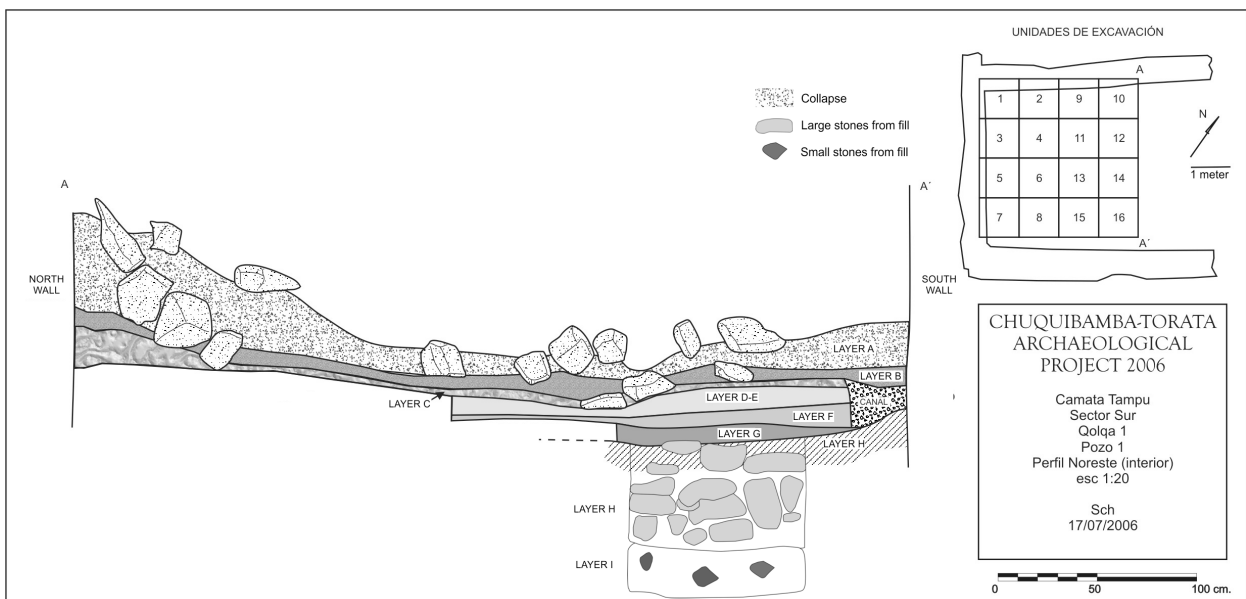 UNIDADES DE EXCAVACIÓN
A
1 2 9 10
3 4 11 12
5 6 13 14
7 8 15 16
A´
N
1 meter
Collapse
Large stones from fill
Small stones from fill
A
A´
NORTH
WALL
SOUTH
WALL
LAYER A
LAYER B
LAYER C
LAYER D-E
CANAL
LAYER F
LAYER G
LAYER H
LAYER H
LAYER I
CHUQUIBAMBA-TORATA
ARCHAEOLOGICAL
PROJECT 2006
Camata Tampu
Sector Sur
Qolqa 1
Pozo 1
Perfil Noreste (interior)
esc 1:20
Sch
17/07/2006
0 50 100 cm.